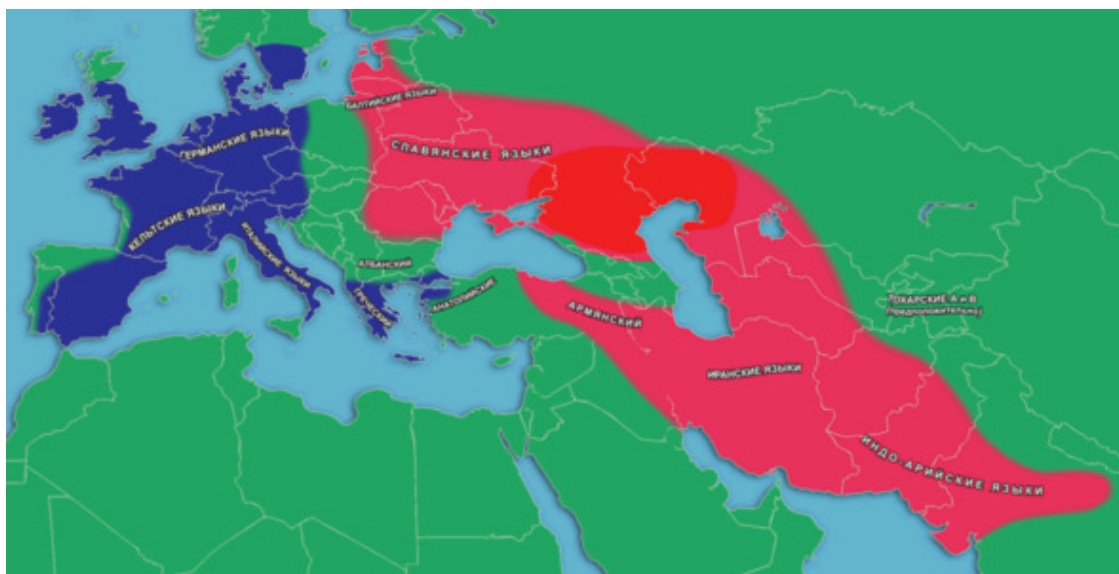 БАЛТИЙСКИЕ ЯЗЫКИ
ГЕРМАНСКИЕ ЯЗЫКИ
СЛАВЯНСКИЕ ЯЗЫКИ
КЕЛЬТСКИЕ ЯЗЫКИ
ИТАЛИЙСКИЕ ЯЗЫКИ
АЛБАНСКИЙ
ГРЕЧЕСКИЙ
АНАТОЛИЙСКИЕ
АРМЯНСКИЙ
ТОХАРСКИЕ А и В
(предположительно)
ИРАНСКИЕ ЯЗЫКИ
ИНДО-АРИЙСКИЕ ЯЗЫКИ